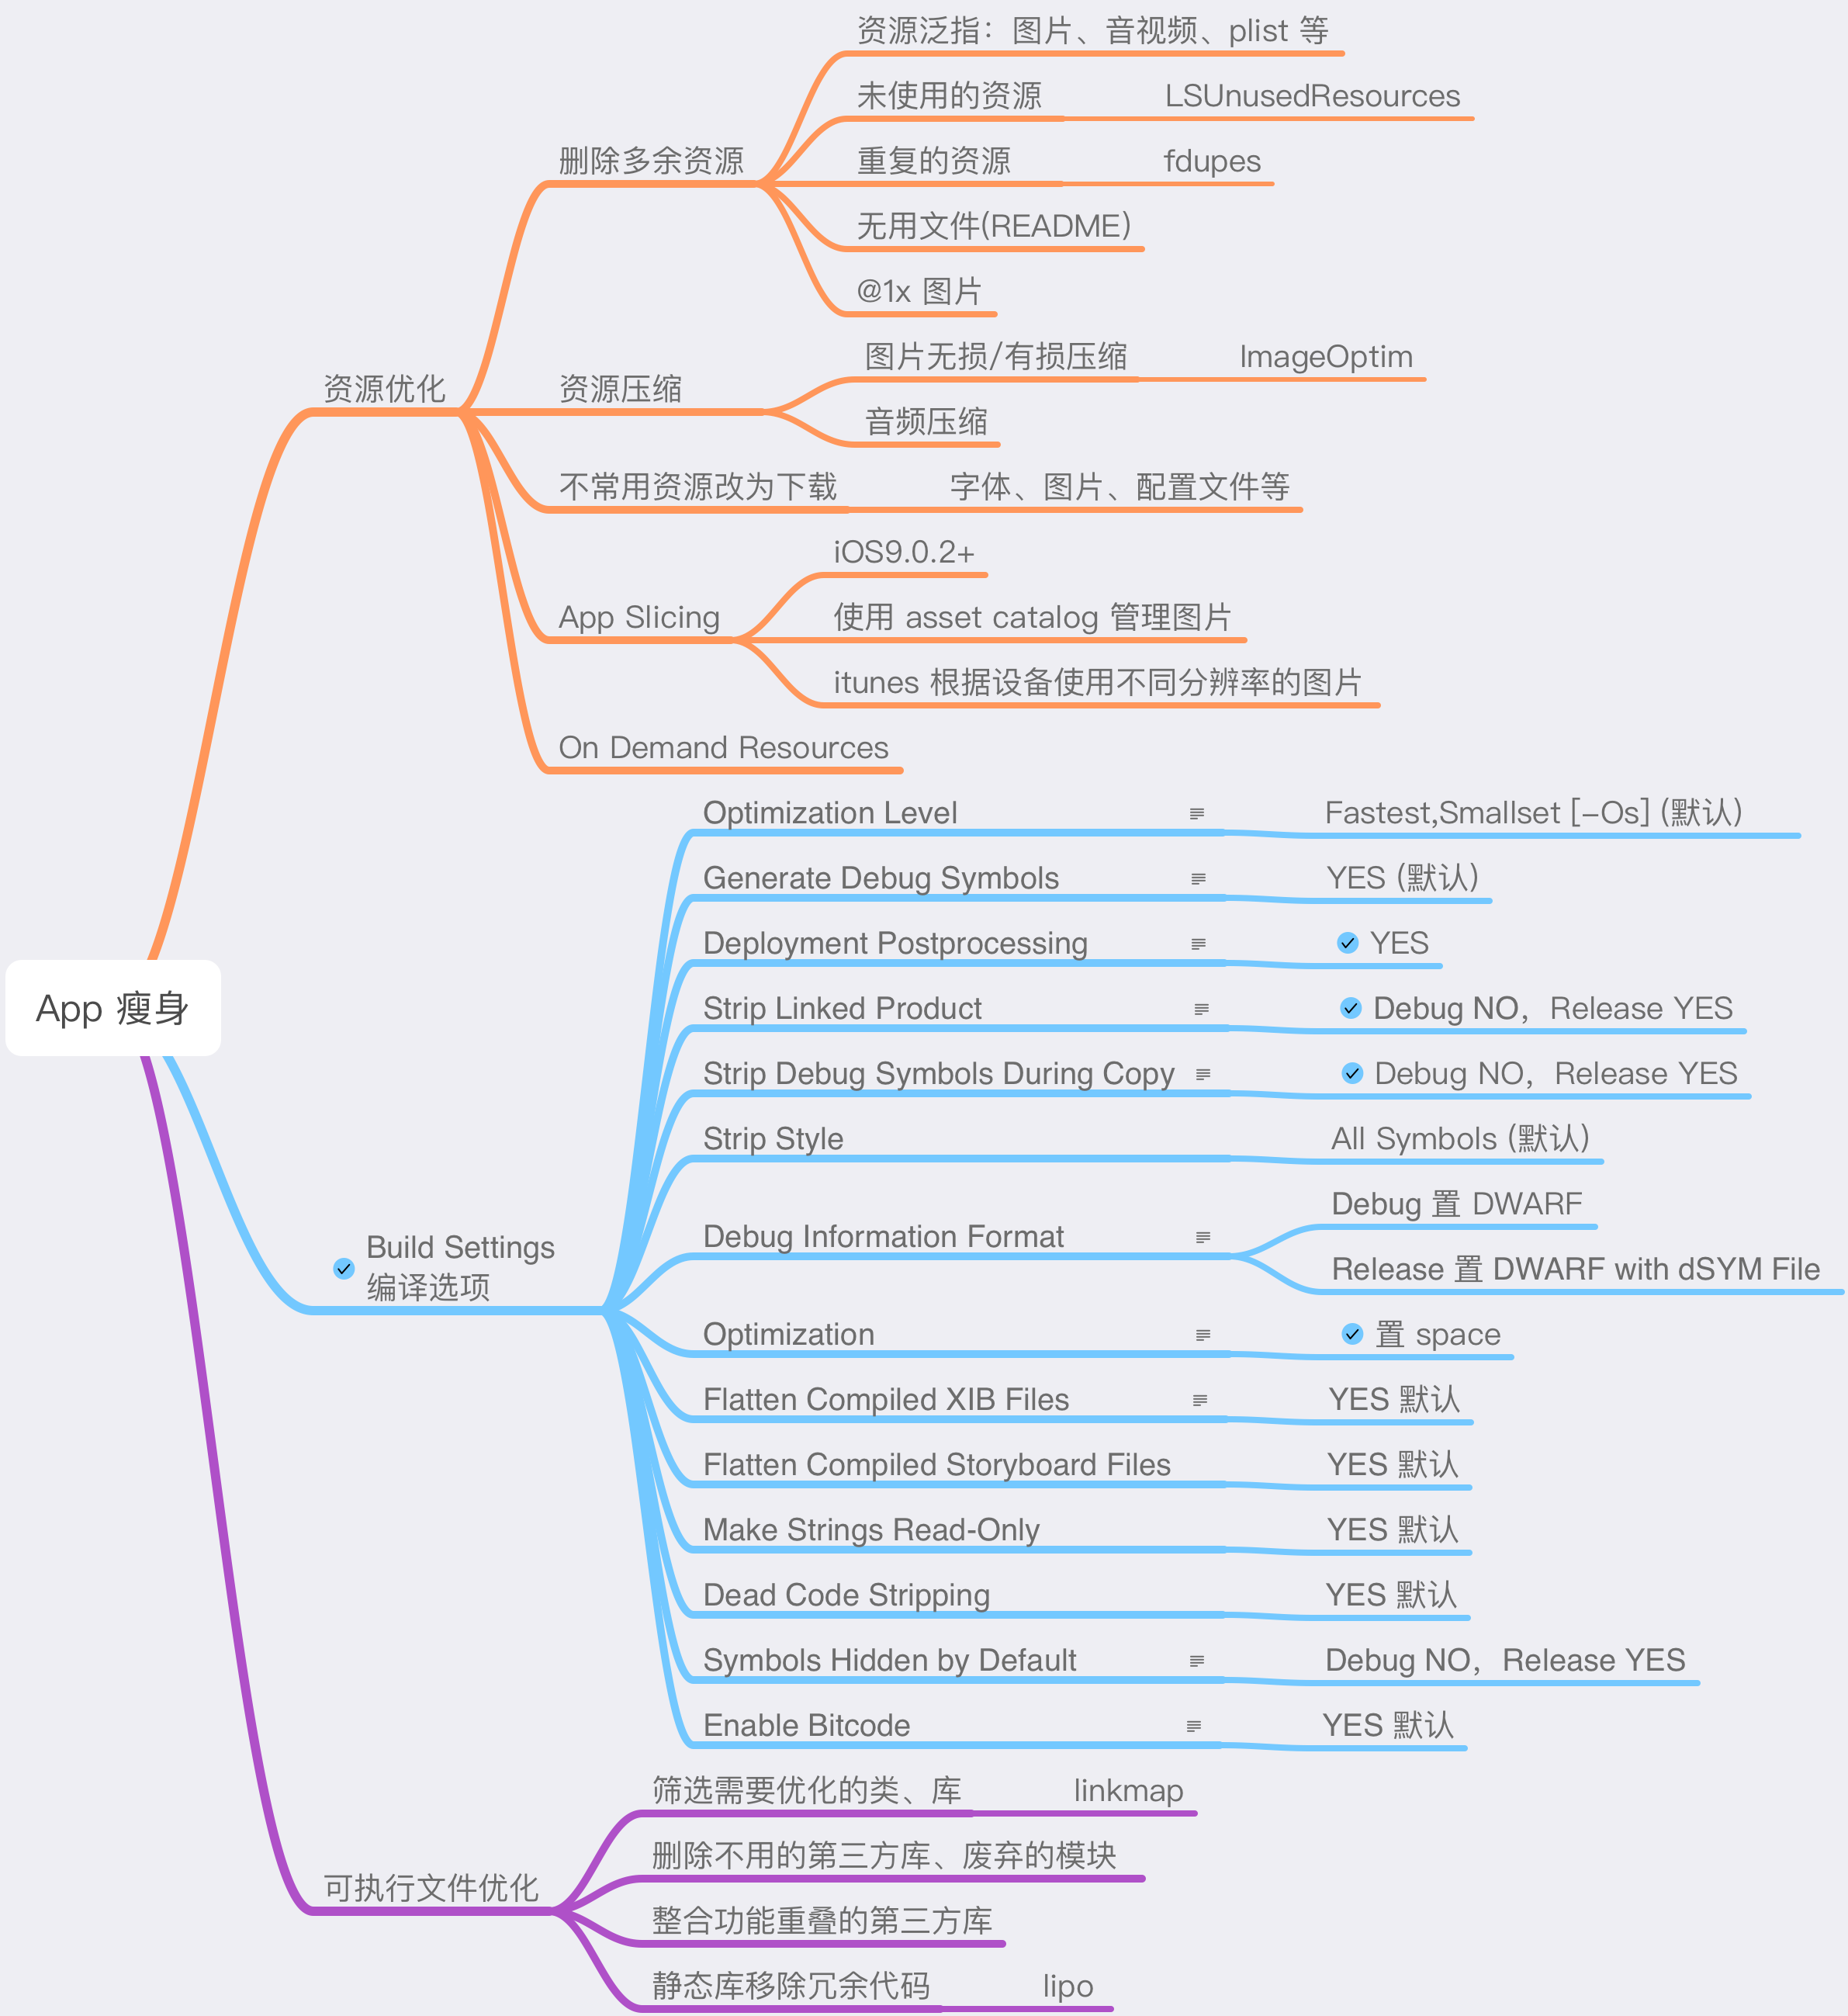 App 瘦身
资源优化
删除多余资源
资源泛指：图片、音视频、plist 等
未使用的资源
LSUnusedResources
重复的资源
fdupes
无用文件(README)
@1x 图片
资源压缩
图片无损/有损压缩
ImageOptim
音频压缩
不常用资源改为下载
字体、图片、配置文件等
App Slicing
iOS9.0.2+
使用 asset catalog 管理图片
itunes 根据设备使用不同分辨率的图片
On Demand Resources
Build Settings
编译选项
Optimization Level
Fastest,Smallset [-Os] (默认)
Generate Debug Symbols
YES (默认)
Deployment Postprocessing
YES
Strip Linked Product
Debug NO，Release YES
Strip Debug Symbols During Copy
Debug NO，Release YES
Strip Style
All Symbols (默认)
Debug Information Format
Debug 置 DWARF
Release 置 DWARF with dSYM File
Optimization
置 space
Flatten Compiled XIB Files
YES 默认
Flatten Compiled Storyboard Files
YES 默认
Make Strings Read-Only
YES 默认
Dead Code Stripping
YES 默认
Symbols Hidden by Default
Debug NO，Release YES
Enable Bitcode
YES 默认
可执行文件优化
筛选需要优化的类、库
linkmap
删除不用的第三方库、废弃的模块
整合功能重叠的第三方库
静态库移除冗余代码
lipo